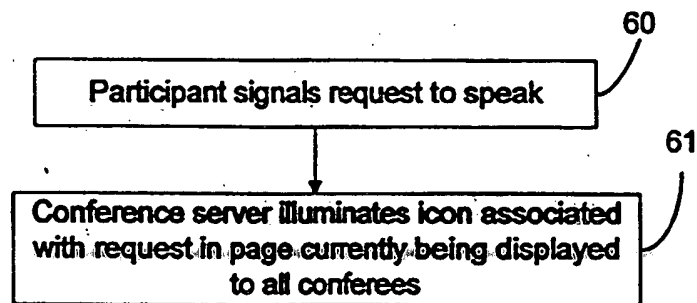 60
Participant signals request to speak
61
Conference server illuminates icon associated
with request in page currently being displayed
to all conferees